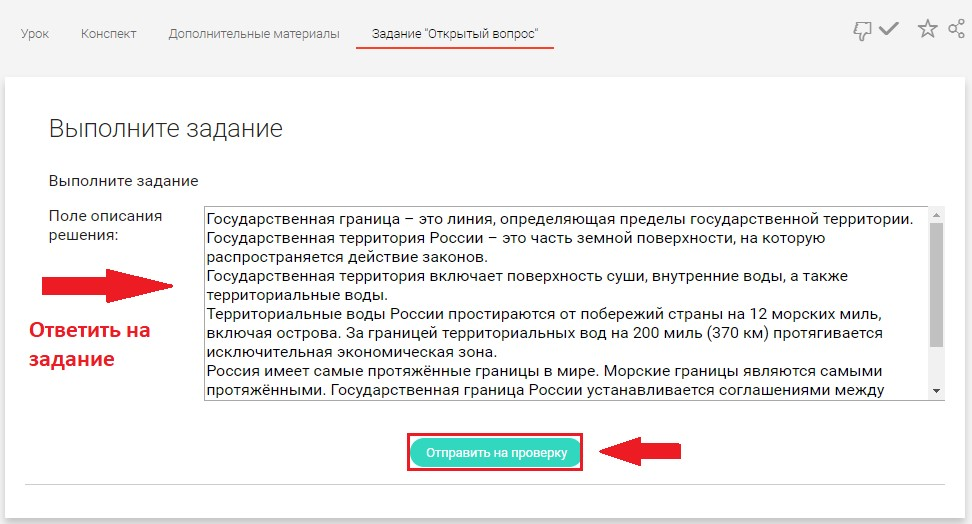 Урок Конспект Дополнительные материалы Задание "Открытый вопрос"
Выполните задание
Выполните задание
Поле описания
решения:
Государственная граница – это линия, определяющая пределы государственной территории.
Государственная территория России – это часть земной поверхности, на которую
распространяется действие законов.
Государственная территория включает поверхность суши, внутренние воды, а также
территориальные воды.
Территориальные воды России простираются от побережий страны на 12 морских миль,
включая острова. За границей территориальных вод на 200 миль (370 км) протягивается
исключительная экономическая зона.
Россия имеет самые протяжённые границы в мире. Морские границы являются самыми
протяжёнными. Государственная граница России устанавливается соглашениями между
Ответить на
задание
Отправить на проверку